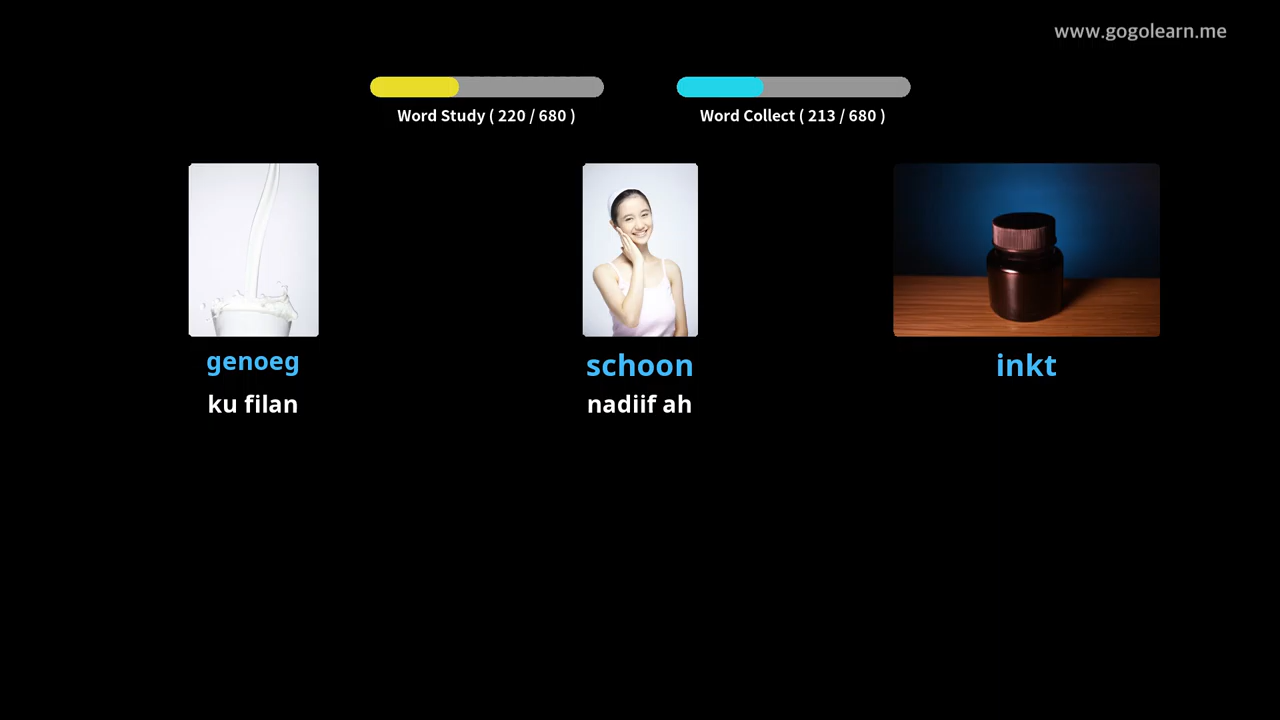 www.gogolearn.me
Word Study ( 220 / 680 )
Word Collect ( 213 / 680 )
genoeg
schoon
inkt
ku filan
nadiif ah